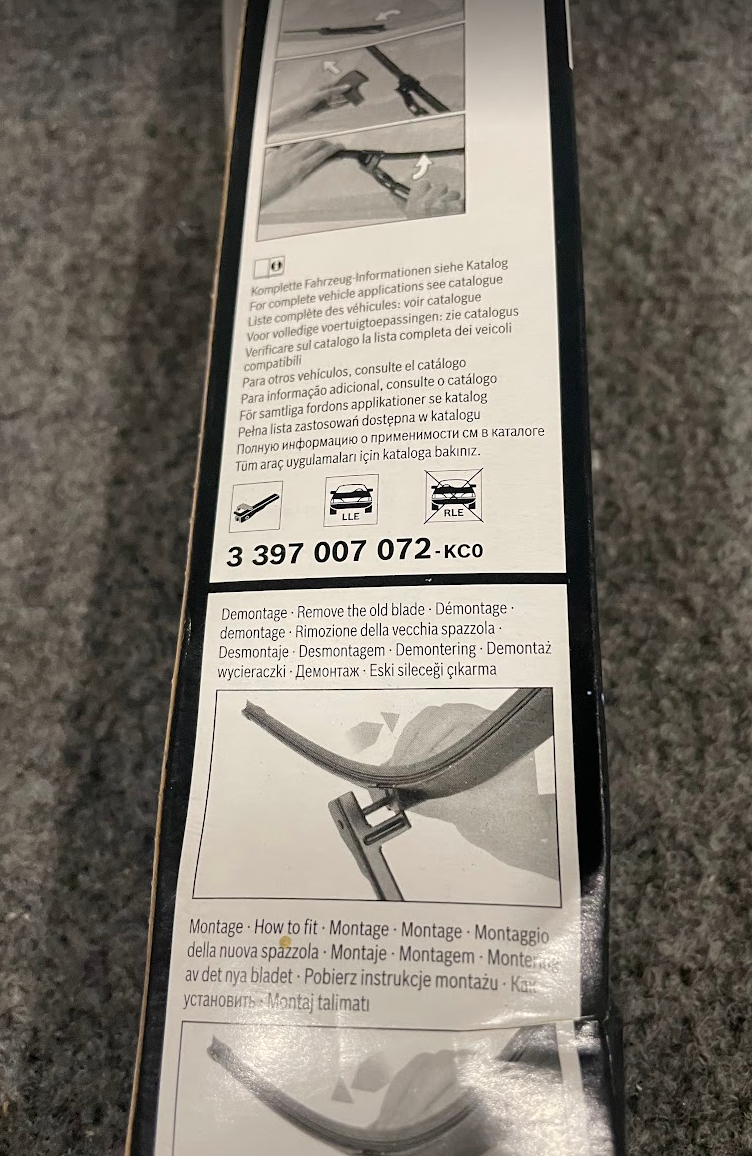 Komplette Fahrzeug-Informationen siehe Katalog
For complete vehicle applications see catalogue
Liste complète des véhicules: voir catalogue
Voor volledige voertuigtoepassingen: zie catalogus
Verificare sul catalogo la lista completa dei veicoli
compatibili
Para otros vehículos, consulte el catálogo
Para informação adicional, consulte o catálogo
För samtliga fordons applikationer se katalog
Pełna lista zastosowań dostępna w katalogu
Полную информацию о применимости см в каталоге
Tüm araç uygulamaları için kataloga bakınız.
LLE
RLE
3 397 007 072-KC0
Demontage · Remove the old blade · Démontage ·
demontage · Rimozione della vecchia spazzola ·
Desmontaje · Desmontagem · Demontering · Demontaż
wycieraczki · Демонтаж · Eski sileceği çıkarma
Montage · How to fit · Montage · Montage · Montaggio
della nuova spazzola · Montaje · Montagem · Montering
av det nya bladet · Pobierz instrukcje montażu · Как
установить · Montaj talimatı